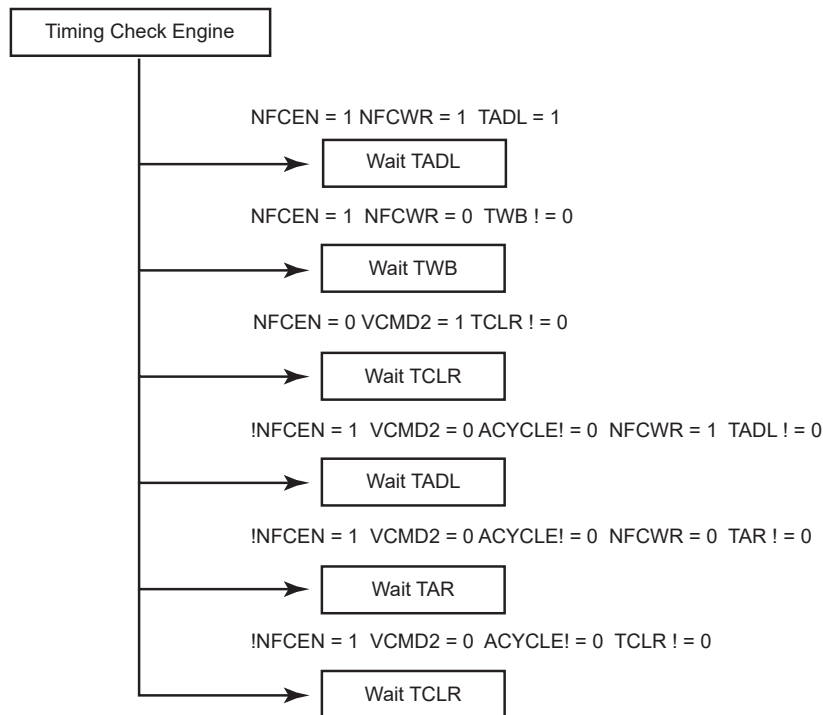 Timing Check Engine
NFCEN = 1 NFCWR = 1 TADL = 1
Wait TADL
NFCEN = 1 NFCWR = 0 TWB ! = 0
Wait TWB
NFCEN = 0 VCMD2 = 1 TCLR ! = 0
Wait TCLR
!NFCEN = 1 VCMD2 = 0 ACYCLE! = 0 NFCWR = 1 TADL ! = 0
Wait TADL
!NFCEN = 1 VCMD2 = 0 ACYCLE! = 0 NFCWR = 0 TAR ! = 0
Wait TAR
!NFCEN = 1 VCMD2 = 0 ACYCLE! = 0 TCLR ! = 0
Wait TCLR